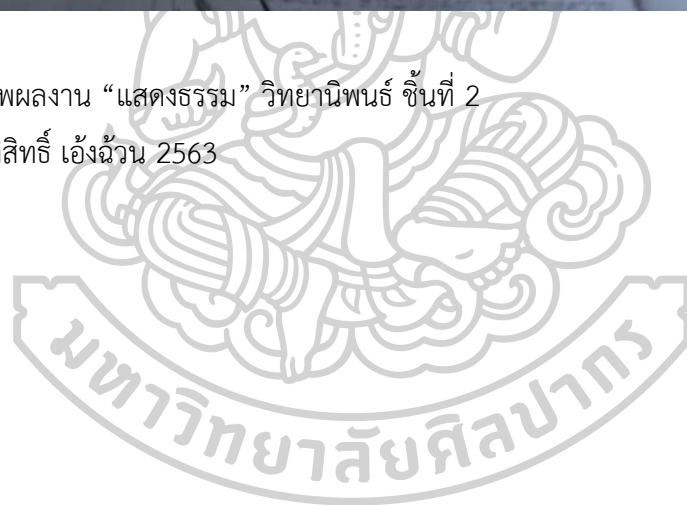 พผลงาน “แสดงธรรม” วิทยานิพนธ์ ชิ้นที่ 2
สิทธิ์ เอ้งฉ้วน 2563
มหาวิทยาลัยศิลปากร